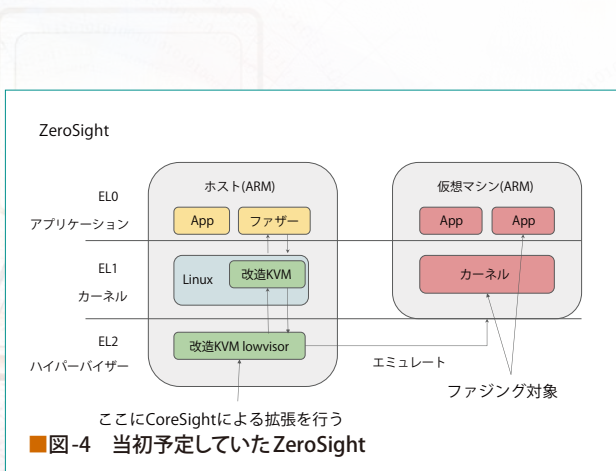 ZeroSight
ホスト(ARM)
仮想マシン(ARM)
EL0
アプリケーション
App
ファザー
App
App
EL1
カーネル
Linux
改造KVM
カーネル
EL2
ハイパーバイザー
改造KVM lowvisor
エミュレート
ファジング対象
ここにCoreSightによる拡張を行う
■図-4 当初予定していたZeroSight